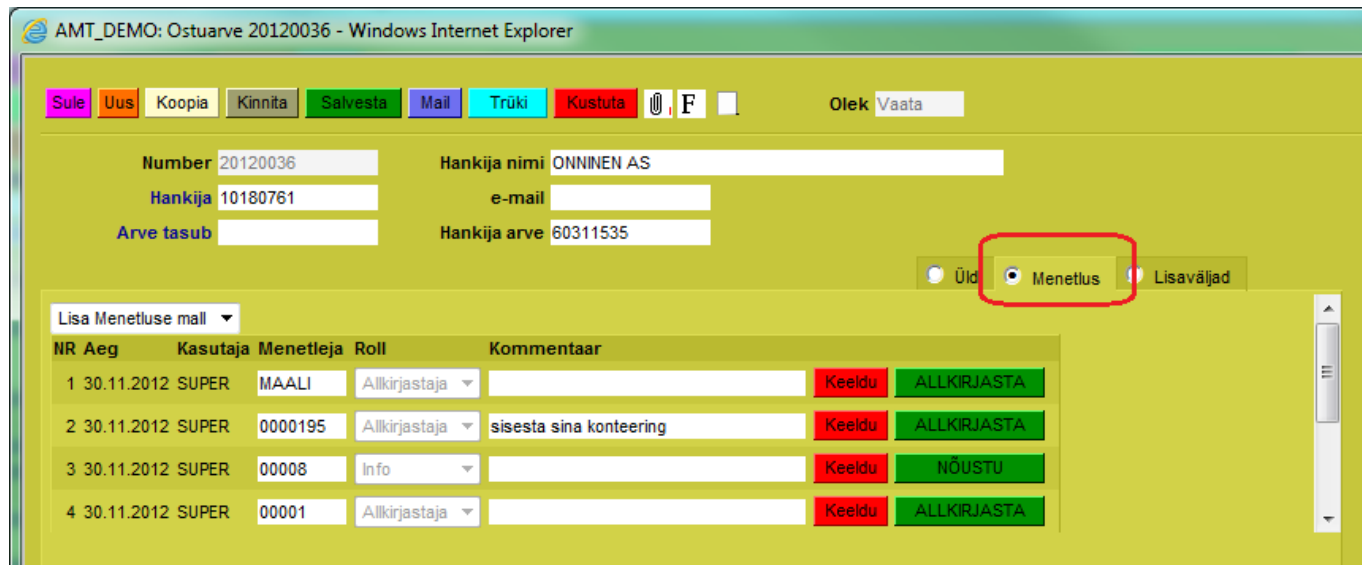 AMT_DEMO: Ostuarve 20120036 - Windows Internet Explorer
Sule Uus Koopia Kinnita Salvesta Mail Trüki Kustuta F Olek Vaata
Number 20120036 Hankija nimi ONNINEN AS
Hankija 10180761 e-mail
Arve tasub Hankija arve 60311535
Üld Menetlus Lisaväljad
Lisa Menetluse mall
NR Aeg Kasutaja Menetleja Roll Kommentaar
1 30.11.2012 SUPER MAALI Allkirjastaja Keeldu ALLKIRJASTA
2 30.11.2012 SUPER 0000195 Allkirjastaja sisesta sina konteering Keeldu ALLKIRJASTA
3 30.11.2012 SUPER 00008 Info Keeldu NÕUSTU
4 30.11.2012 SUPER 00001 Allkirjastaja Keeldu ALLKIRJASTA